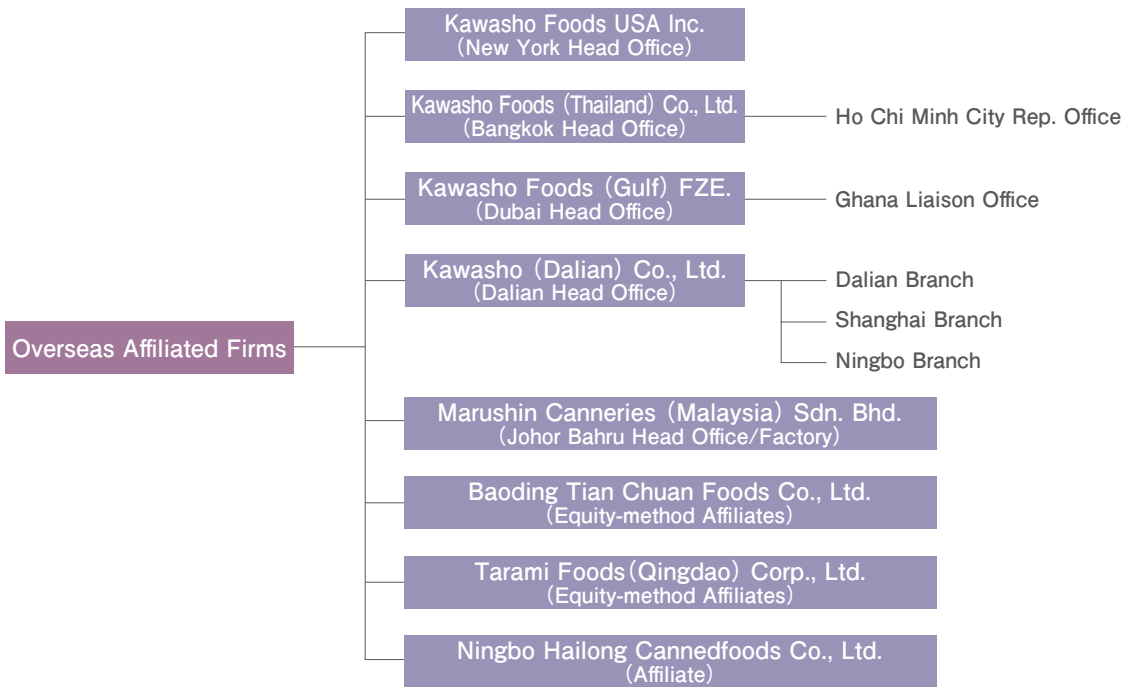 Overseas Affiliated Firms
Kawasho Foods USA Inc.
(New York Head Office)
Kawasho Foods (Thailand) Co., Ltd.
(Bangkok Head Office)
Ho Chi Minh City Rep. Office
Kawasho Foods (Gulf) FZE.
(Dubai Head Office)
Ghana Liaison Office
Kawasho (Dalian) Co., Ltd.
(Dalian Head Office)
Dalian Branch
Shanghai Branch
Ningbo Branch
Marushin Canneries (Malaysia) Sdn. Bhd.
(Johor Bahru Head Office/Factory)
Baoding Tian Chuan Foods Co., Ltd.
(Equity-method Affiliates)
Tarami Foods(Qingdao) Corp., Ltd.
(Equity-method Affiliates)
Ningbo Hailong Cannedfoods Co., Ltd.
(Affiliate)